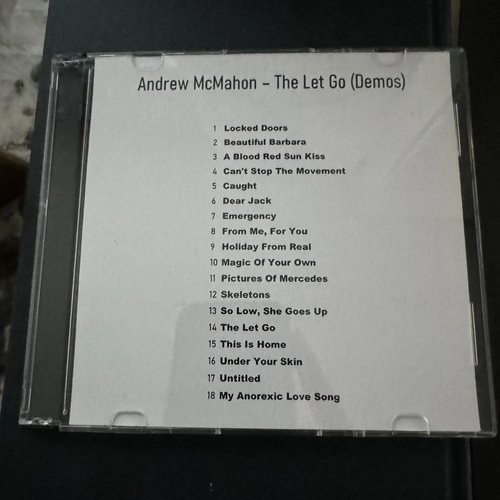 Andrew McMahon – The Let Go (Demos)
1 Locked Doors
2 Beautiful Barbara
3 A Blood Red Sun Kiss
4 Can't Stop The Movement
5 Caught
6 Dear Jack
7 Emergency
8 From Me, For You
9 Holiday From Real
10 Magic Of Your Own
11 Pictures Of Mercedes
12 Skeletons
13 So Low, She Goes Up
14 The Let Go
15 This Is Home
16 Under Your Skin
17 Untitled
18 My Anorexic Love Song